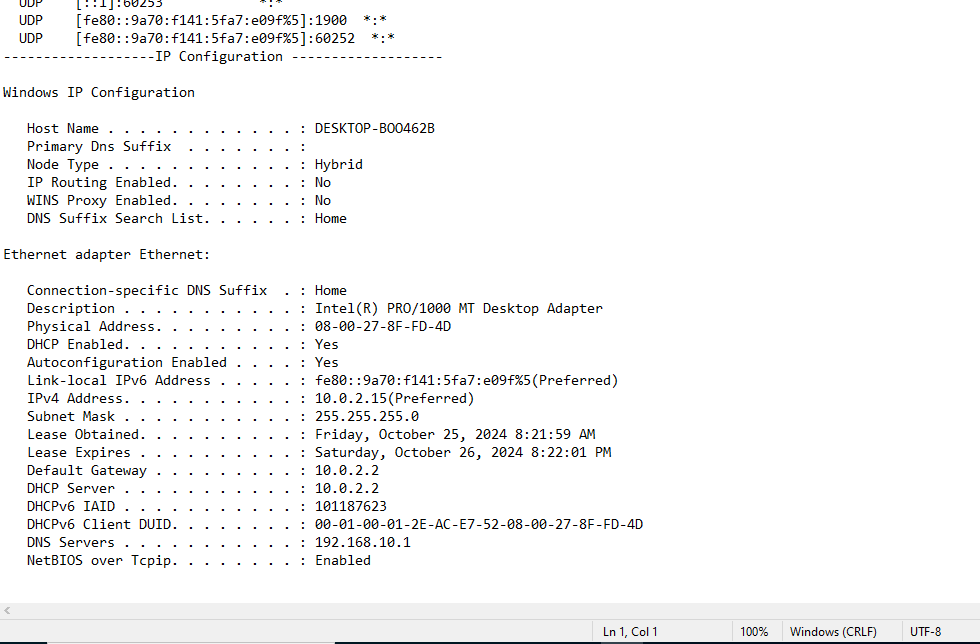 UDP    [::1]:60253            *:*
UDP    [fe80::9a70:f141:5fa7:e09f%5]:1900  *:*
UDP    [fe80::9a70:f141:5fa7:e09f%5]:60252  *:*
-------------------IP Configuration -------------------
Windows IP Configuration
Host Name . . . . . . . . . . . . : DESKTOP-BOO462B
Primary Dns Suffix  . . . . . . . :
Node Type . . . . . . . . . . . . : Hybrid
IP Routing Enabled. . . . . . . . : No
WINS Proxy Enabled. . . . . . . . : No
DNS Suffix Search List. . . . . . : Home
Ethernet adapter Ethernet:
Connection-specific DNS Suffix  . : Home
Description . . . . . . . . . . . : Intel(R) PRO/1000 MT Desktop Adapter
Physical Address. . . . . . . . . : 08-00-27-8F-FD-4D
DHCP Enabled. . . . . . . . . . . : Yes
Autoconfiguration Enabled . . . . : Yes
Link-local IPv6 Address . . . . . : fe80::9a70:f141:5fa7:e09f%5(Preferred)
IPv4 Address. . . . . . . . . . . : 10.0.2.15(Preferred)
Subnet Mask . . . . . . . . . . . : 255.255.255.0
Lease Obtained. . . . . . . . . . : Friday, October 25, 2024 8:21:59 AM
Lease Expires . . . . . . . . . . : Saturday, October 26, 2024 8:22:01 PM
Default Gateway . . . . . . . . . : 10.0.2.2
DHCP Server . . . . . . . . . . . : 10.0.2.2
DHCPv6 IAID . . . . . . . . . . . : 101187623
DHCPv6 Client DUID. . . . . . . . : 00-01-00-01-2E-AC-E7-52-08-00-27-8F-FD-4D
DNS Servers . . . . . . . . . . . : 192.168.10.1
NetBIOS over Tcpip. . . . . . . . : Enabled
Ln 1, Col 1    100%    Windows (CRLF)    UTF-8